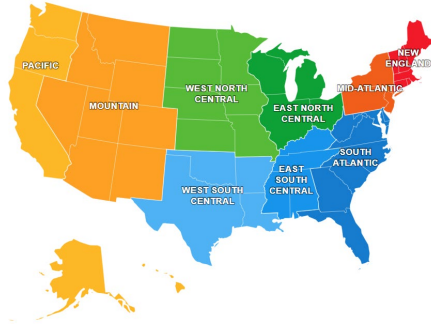 NEW
ENGLAND
PACIFIC
MID-ATLANTIC
WEST NORTH
CENTRAL
MOUNTAIN
EAST NORTH
CENTRAL
SOUTH
ATLANTIC
EAST
SOUTH
CENTRAL
WEST SOUTH
CENTRAL